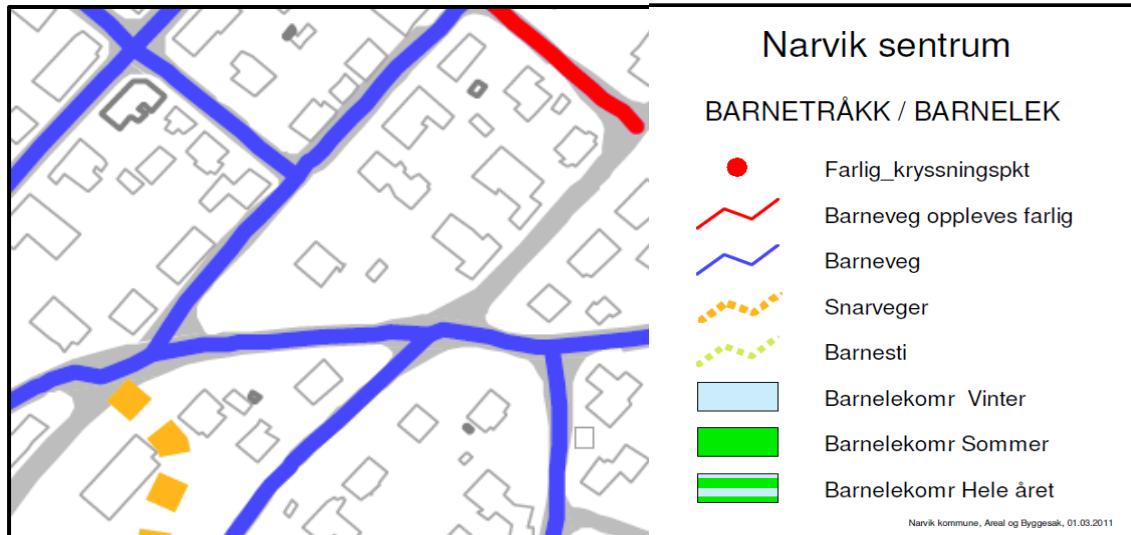 Narvik sentrum
BARNETRÅKK / BARNELEK
Farlig_kryssningspkt
Barneveg oppleves farlig
Barneveg
Snarveger
Barnesti
Barnelekomr Vinter
Barnelekomr Sommer
Barnelekomr Hele året
Narvik kommune, Areal og Byggesak, 01.03.2011